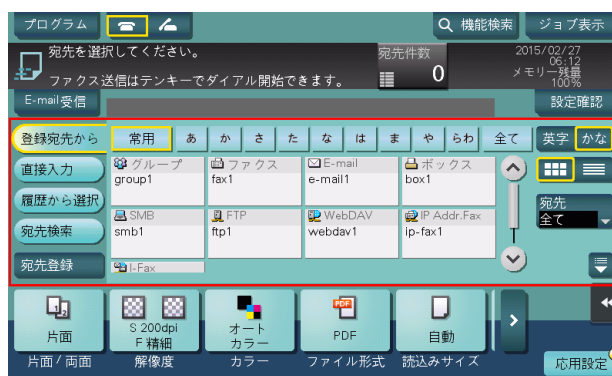 プログラム
機能検索
ジョブ表示
宛先を選択してください。
ファクス送信はテンキーでダイアル開始できます。
宛先件数
0
2015/02/27
06:12
メモリー残量
100%
E-mail受信
設定確認
登録宛先から
常用 あ か さ た な は ま や らわ 全て
英字 かな
直接入力
履歴から選択
宛先検索
宛先登録
グループ
group1
ファクス
fax1
E-mail
e-mail1
ボックス
box1
SMB
smb1
FTP
ftp1
WebDAV
webdav1
IP Addr.Fax
ip-fax1
I-Fax
宛先
全て
片面
片面/両面
S 200dpi
F 精細
解像度
オート
カラー
カラー
PDF
PDF
ファイル形式
自動
読込みサイズ
応用設定